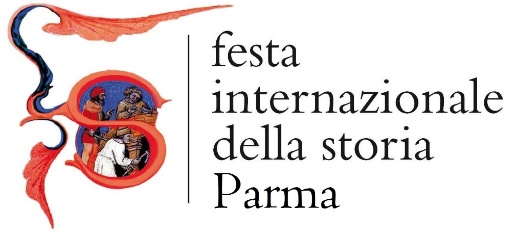 festa
internazionale
della storia
Parma